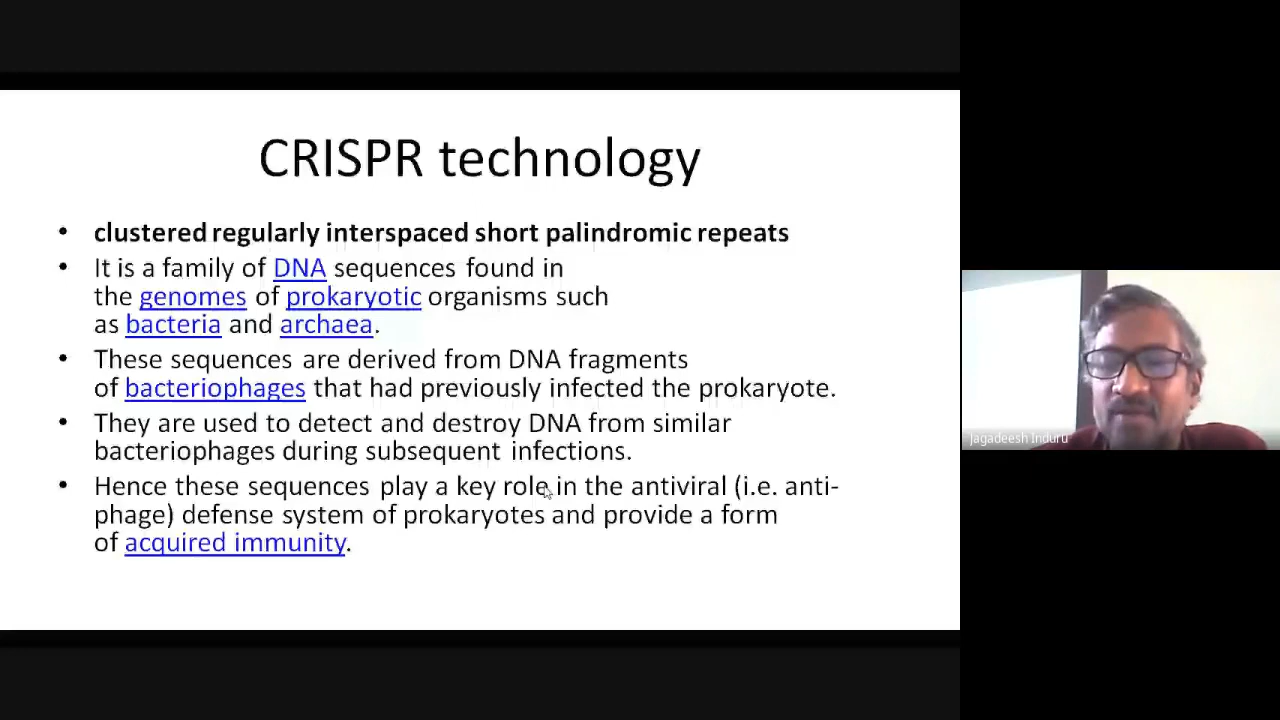 CRISPR technology
• clustered regularly interspaced short palindromic repeats
• It is a family of DNA sequences found in
the genomes of prokaryotic organisms such
as bacteria and archaea.
• These sequences are derived from DNA fragments
of bacteriophages that had previously infected the prokaryote.
• They are used to detect and destroy DNA from similar
bacteriophages during subsequent infections.
• Hence these sequences play a key role in the antiviral (i.e. anti-
phage) defense system of prokaryotes and provide a form
of acquired immunity.
Jagadeesh Induru